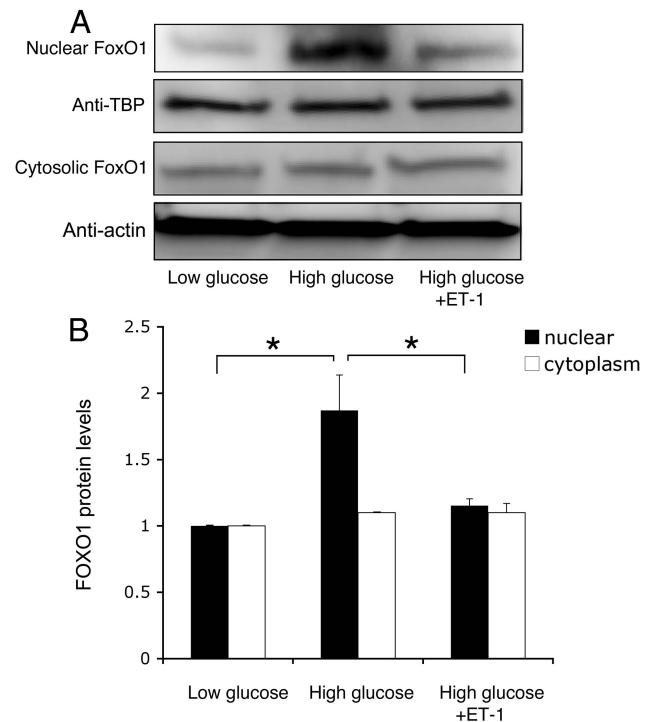 A
Nuclear FoxO1
Anti-TBP
Cytosolic FoxO1
Anti-actin
Low glucose High glucose High glucose
+ET-1
B
2.5
2
1.5
1
0.5
0
FOXO1 protein levels
* *
nuclear
cytoplasm
Low glucose High glucose High glucose
+ET-1